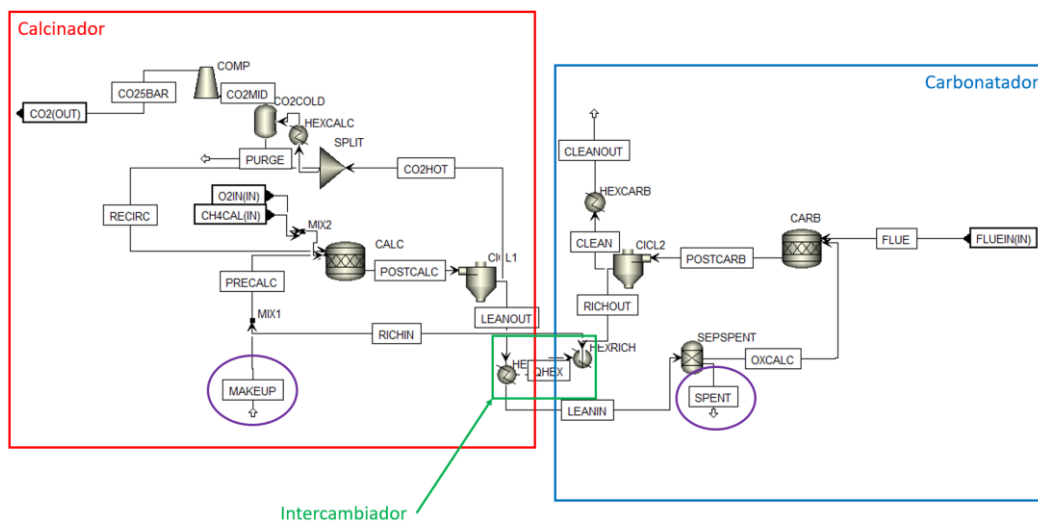 Calcinador
COMP
CO25BAR
CO2MID
CO2(OUT)
CO2COLD
HEXCALC
SPLIT
PURGE
CO2HOT
O2IN(IN)
CH4CAL(IN)
RECIRC
MIX2
CALC
POSTCALC
PRECALC
LEANOUT
MIX1
RICHIN
QHEX
MAKEUP
LEANIN
Carbonatador
CLEANOUT
HEXCARB
CARB
CLEAN
CICL2
FLUE
FLUEIN(IN)
POSTCARB
RICHOUT
HEXRICH
SEPSPENT
OXCALC
SPENT
Intercambiador